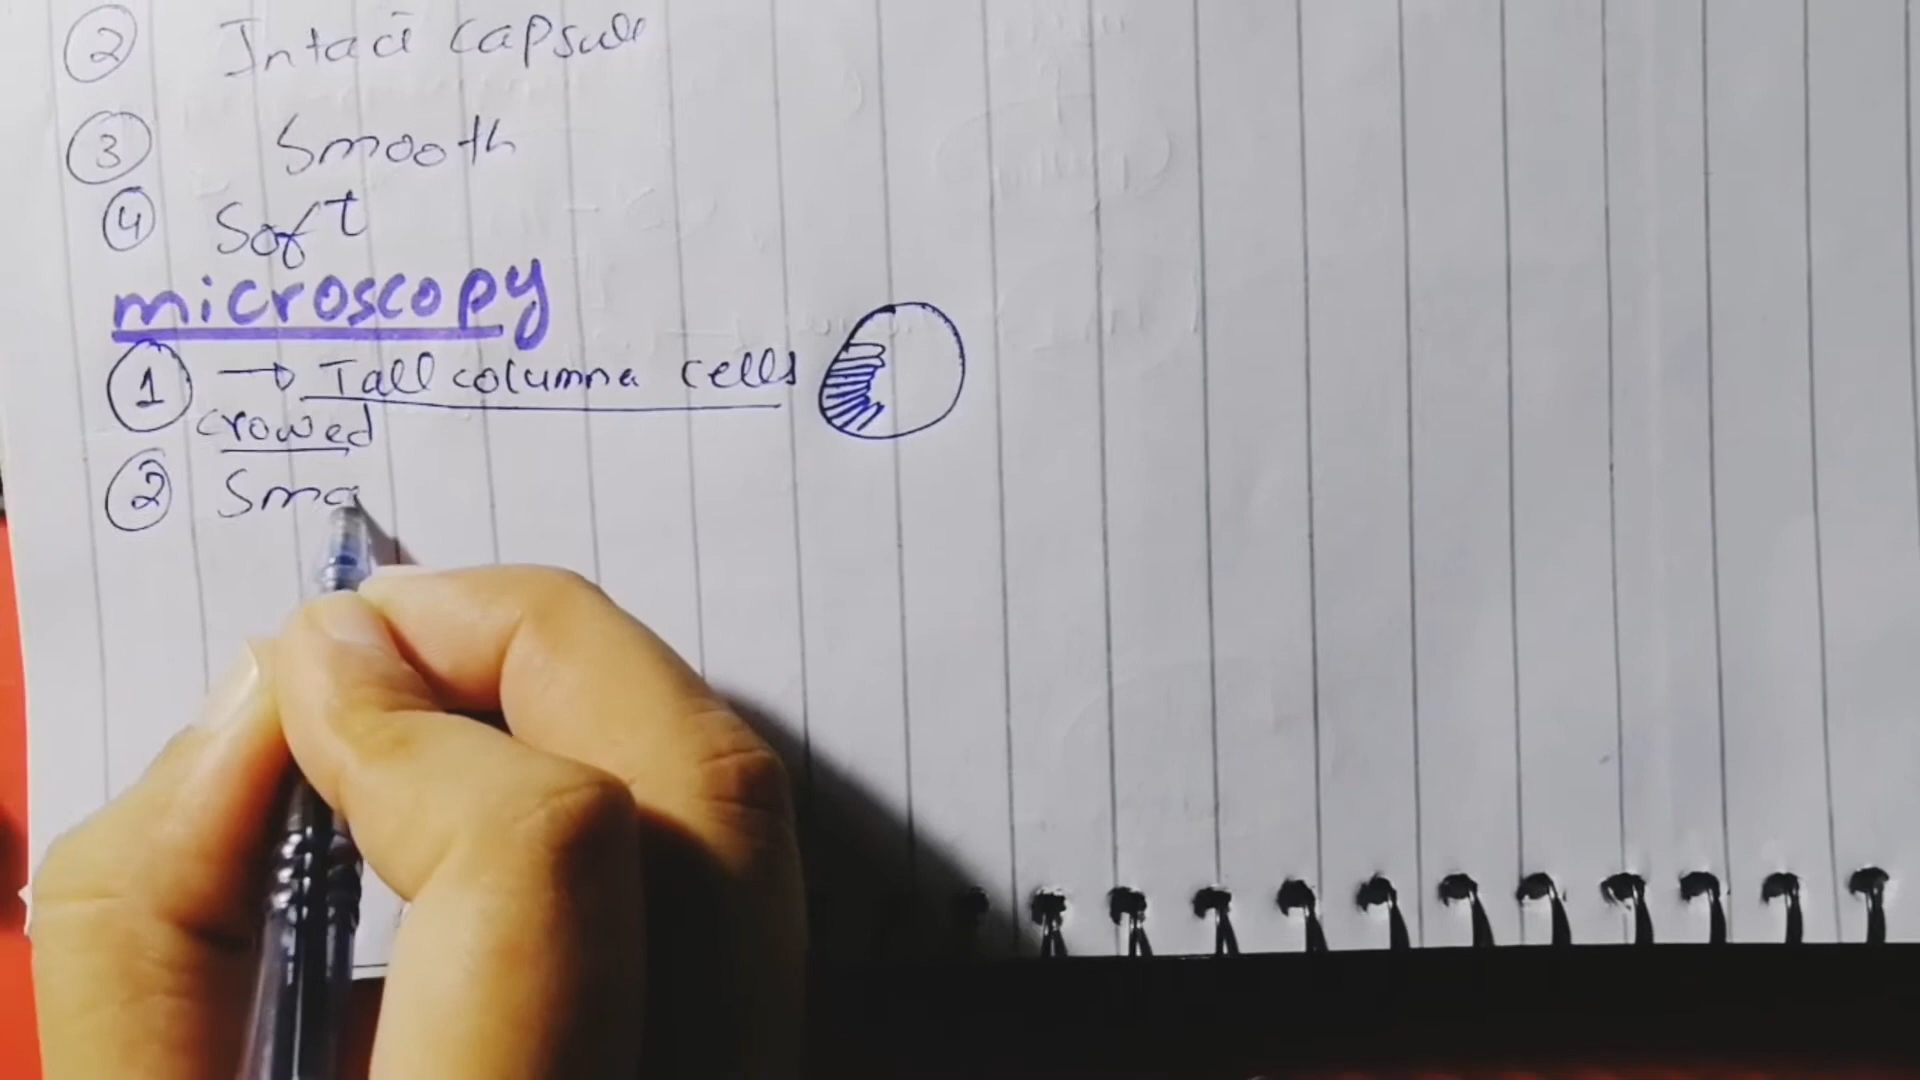 2 Intact capsule
3 Smooth
4 Soft
microscopy
1 → Tall columna cells
crowed
2 Sma